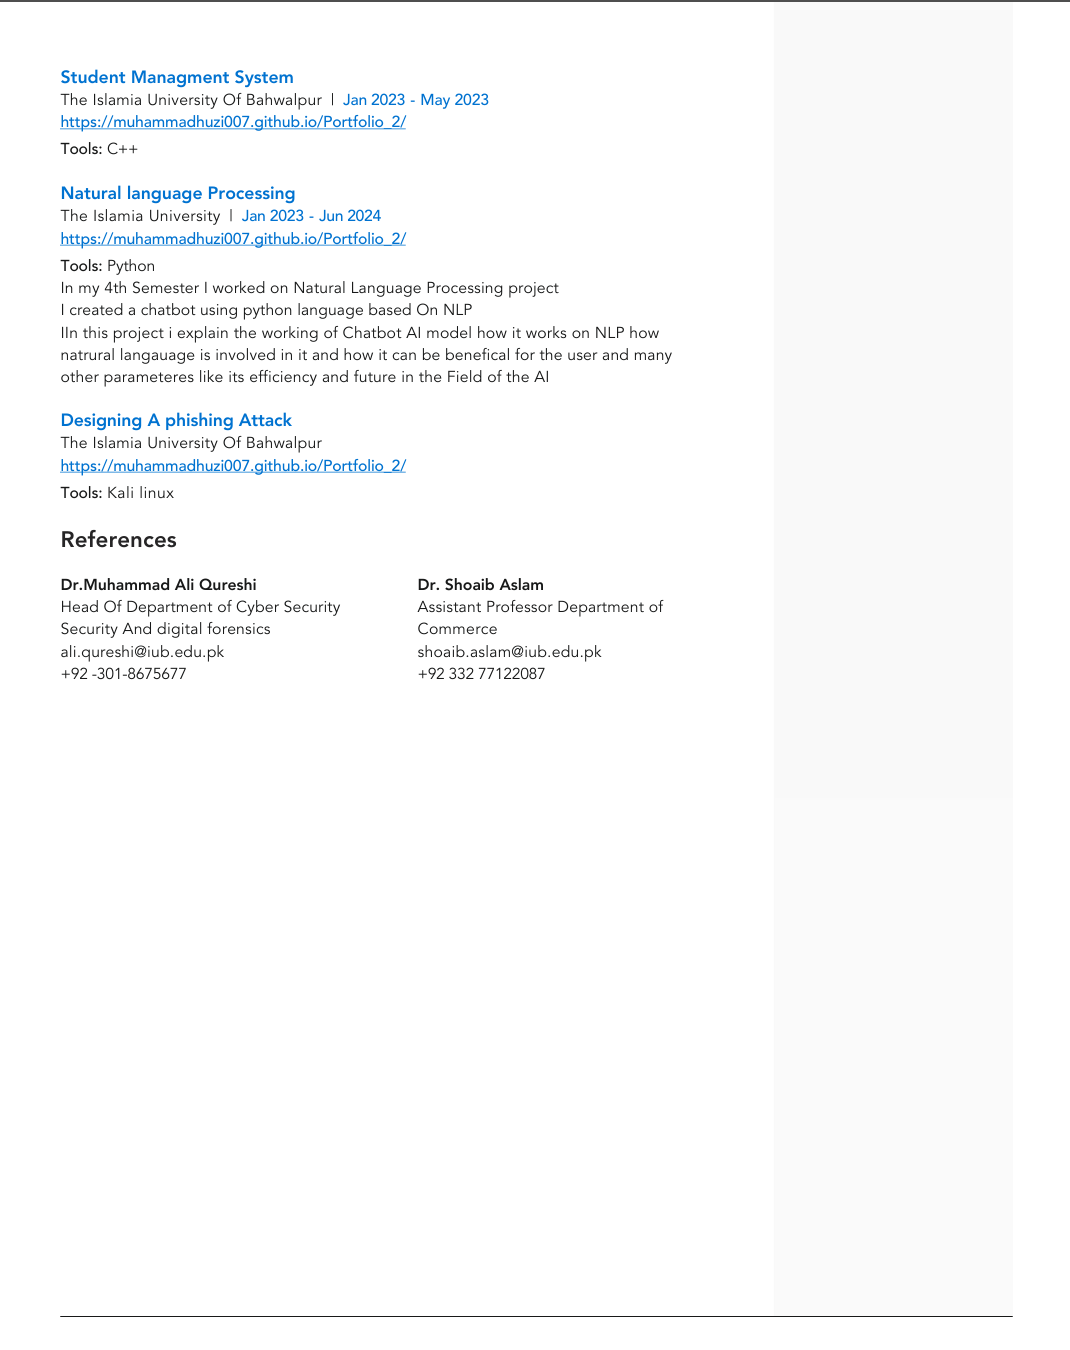 Student Managment System
The Islamia University Of Bahwalpur | Jan 2023 - May 2023
https://muhammadhuzi007.github.io/Portfolio_2/
Tools: C++
Natural language Processing
The Islamia University | Jan 2023 - Jun 2024
https://muhammadhuzi007.github.io/Portfolio_2/
Tools: Python
In my 4th Semester I worked on Natural Language Processing project
I created a chatbot using python language based On NLP
IIn this project i explain the working of Chatbot AI model how it works on NLP how
natrural langauage is involved in it and how it can be benefical for the user and many
other parameteres like its efficiency and future in the Field of the AI
Designing A phishing Attack
The Islamia University Of Bahwalpur
https://muhammadhuzi007.github.io/Portfolio_2/
Tools: Kali linux
References
Dr.Muhammad Ali Qureshi
Head Of Department of Cyber Security
Security And digital forensics
ali.qureshi@iub.edu.pk
+92 -301-8675677
Dr. Shoaib Aslam
Assistant Professor Department of
Commerce
shoaib.aslam@iub.edu.pk
+92 332 77122087